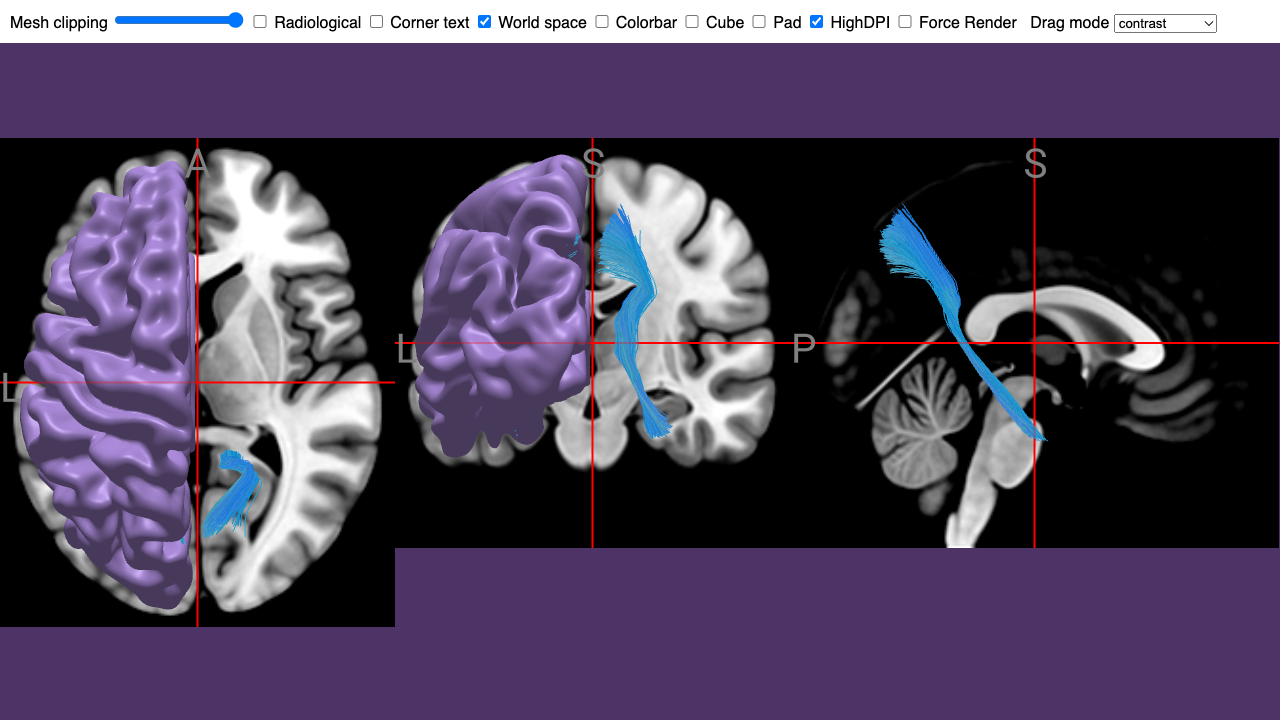 Mesh clipping Radiological Corner text World space Colorbar Cube Pad HighDPI Force Render Drag mode contrast
A S S
L L P